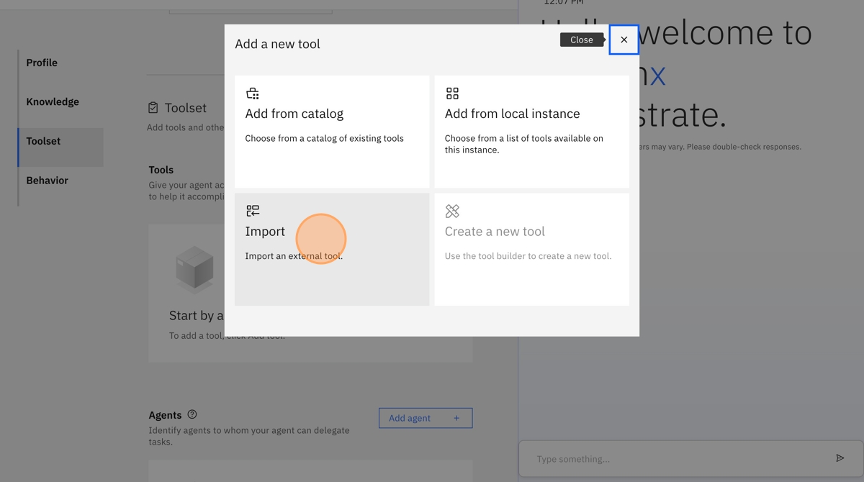 12:07 PM
welcome to
x
strate.
Add a new tool
Close
Add from catalog
Choose from a catalog of existing tools
Add from local instance
Choose from a list of tools available on
this instance.
Import
Import an external tool.
Create a new tool
Use the tool builder to create a new tool.
Profile
Knowledge
Toolset
Behavior
Toolset
Add tools and othe
Tools
Give your agent ac
to help it accompli
Start by a
To add a tool, click Add tool.
Agents
Add agent +
Identify agents to whom your agent can delegate
tasks.
ers may vary. Please double-check responses.
Type something...